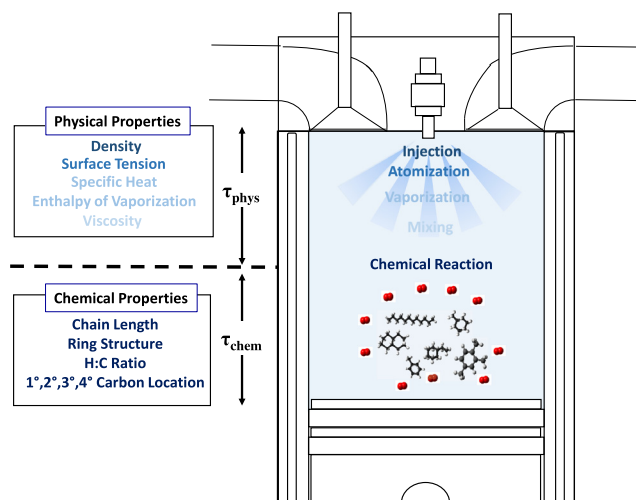 Physical Properties
Density
Surface Tension
Specific Heat
Enthalpy of Vaporization
Viscosity
τphys
Injection
Atomization
Vaporization
Mixing
Chemical Reaction
Chemical Properties
Chain Length
Ring Structure
H:C Ratio
1°,2°,3°,4° Carbon Location
τchem